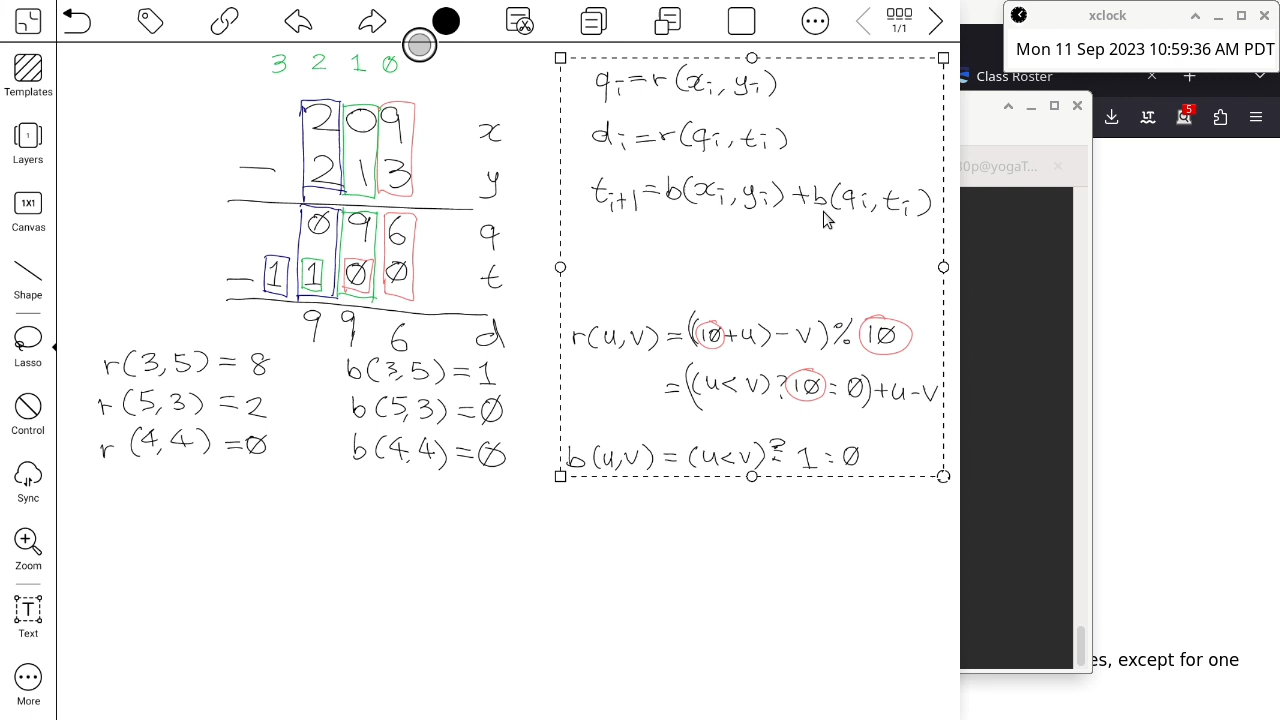 xclock
Mon 11 Sep 2023 10:59:36 AM PDT
Class Roster
1/1
5
Templates
Layers
1X1
Canvas
Shape
Lasso
Control
Sync
Zoom
Text
More
3 2 1 0
2 0 9 x
− 2 1 3 y
0 9 6 q
− 1 1 0 0 t
9 9 6 d
r(3,5) = 8
r(5,3) = 2
r(4,4) = 0
b(3,5) = 1
b(5,3) = 0
b(4,4) = 0
qᵢ = r(xᵢ, yᵢ)
dᵢ = r(qᵢ, tᵢ)
tᵢ₊₁ = b(xᵢ, yᵢ) + b(qᵢ, tᵢ)
r(u,v) = ((10+u) − v) % 10
= ((u < v) ? 10 : 0) + u − v
b(u,v) = (u < v) ? 1 : 0
80p@yogaT...
es, except for one